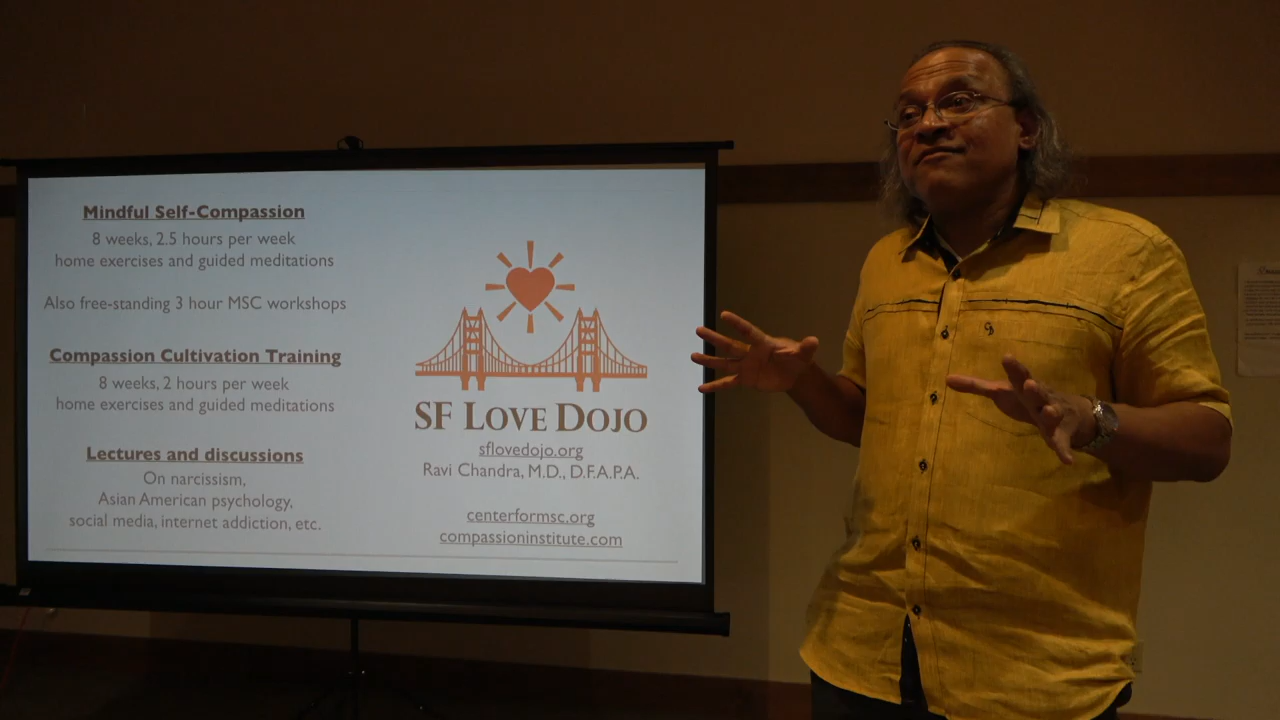 Mindful Self-Compassion
8 weeks, 2.5 hours per week
home exercises and guided meditations
Also free-standing 3 hour MSC workshops
Compassion Cultivation Training
8 weeks, 2 hours per week
home exercises and guided meditations
Lectures and discussions
On narcissism,
Asian American psychology,
social media, internet addiction, etc.
SF LOVE DOJO
sflovedojo.org
Ravi Chandra, M.D., D.F.A.P.A.
centerformsc.org
compassioninstitute.com